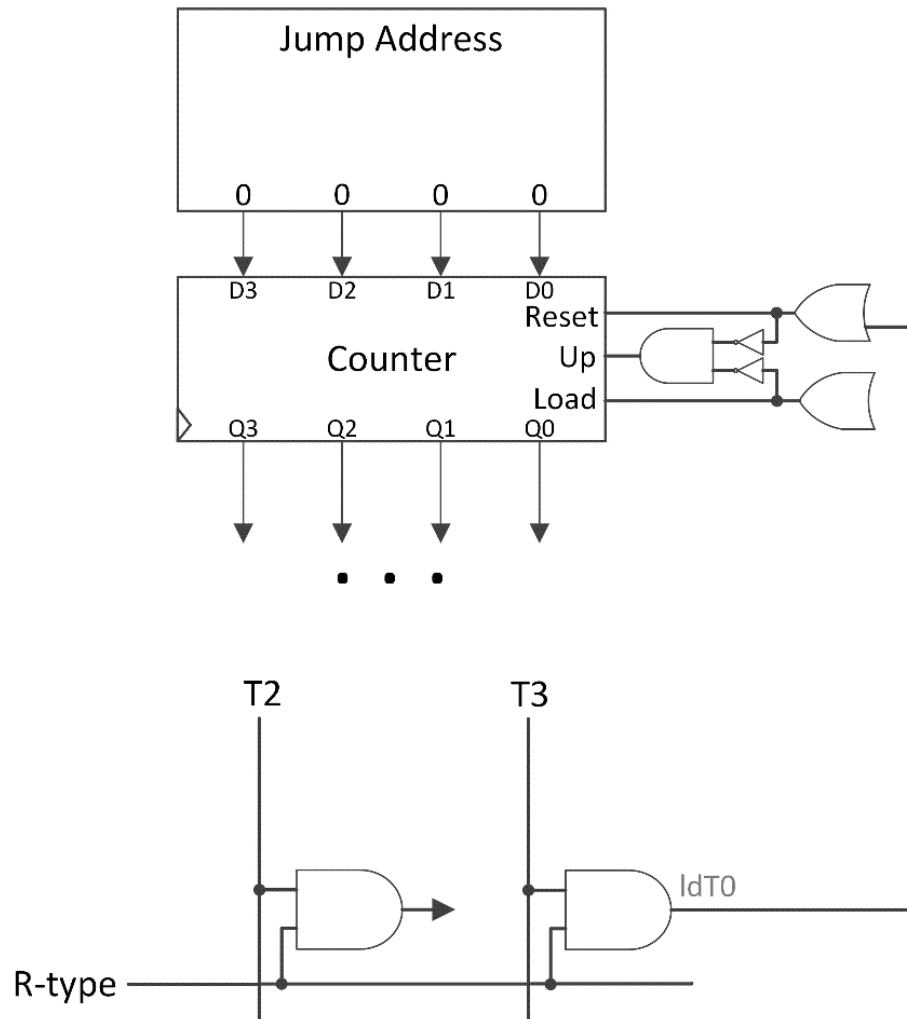 Jump Address
0 0 0 0
D3 D2 D1 D0
Reset
Counter Up
Load
Q3 Q2 Q1 Q0
. . .
T2 T3
ldT0
R-type